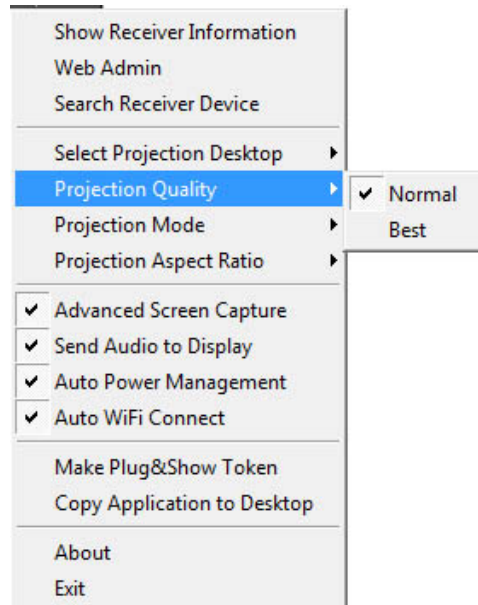 Show Receiver Information
Web Admin
Search Receiver Device
Select Projection Desktop
Projection Quality
Normal
Best
Projection Mode
Projection Aspect Ratio
Advanced Screen Capture
Send Audio to Display
Auto Power Management
Auto WiFi Connect
Make Plug&Show Token
Copy Application to Desktop
About
Exit